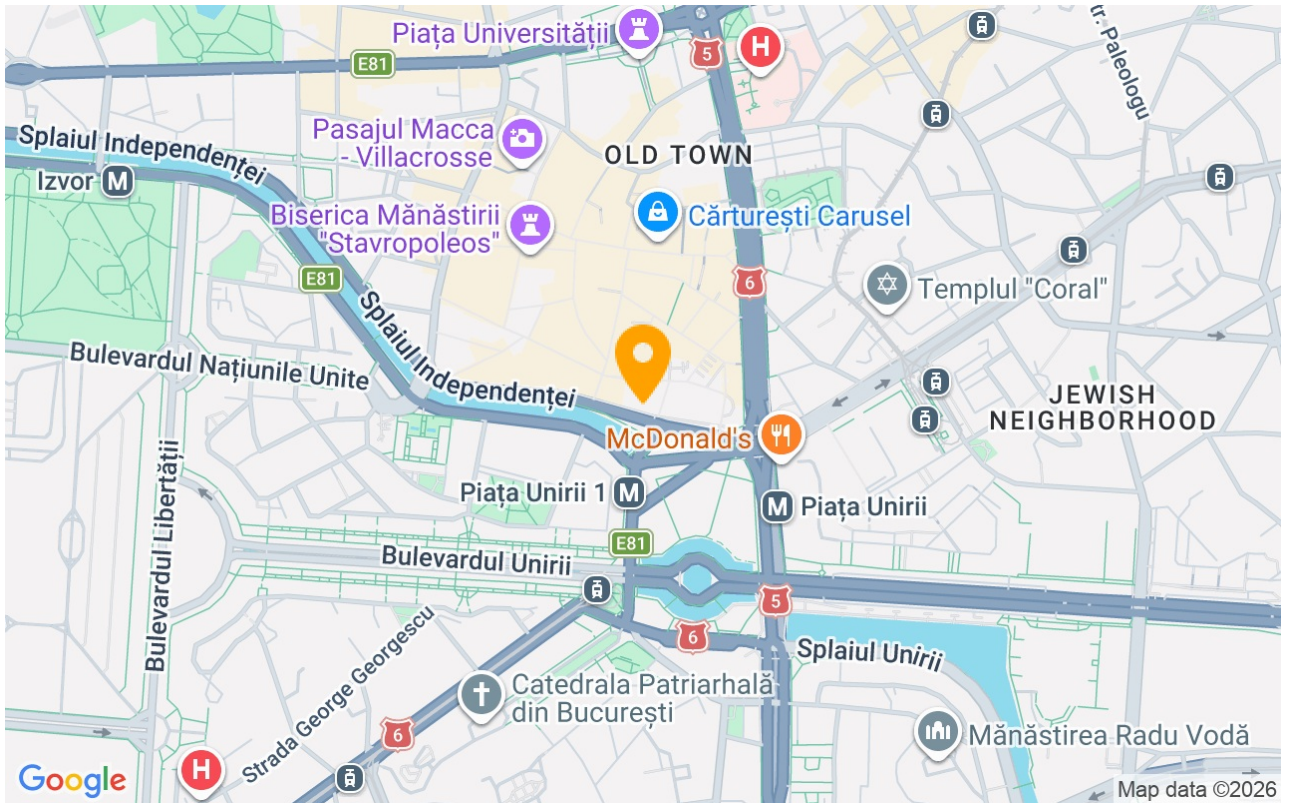 Piața Universității
5
H
E81
tr. Paleologu
Splaiul Independenței
Pasajul Macca
- Villacrosse
OLD TOWN
Izvor M
Biserica Mănăstirii
"Stavropoleos"
Cărturești Carusel
E81
6
Templul "Coral"
Splaiul Independenței
Bulevardul Națiunile Unite
JEWISH
NEIGHBORHOOD
McDonald's
Bulevardul Libertății
Piața Unirii 1 M
M Piața Unirii
E81
Bulevardul Unirii
5
6
Splaiul Unirii
Strada George Georgescu
Catedrala Patriarhală
din București
6
Mănăstirea Radu Vodă
H
Google
Map data ©2026